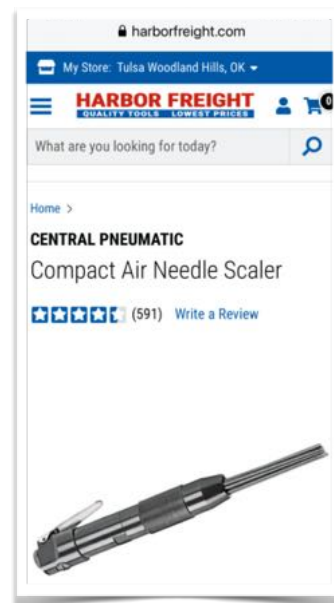 harborfreight.com
My Store: Tulsa Woodland Hills, OK
HARBOR FREIGHT
QUALITY TOOLS LOWEST PRICES
0
What are you looking for today?
Home >
CENTRAL PNEUMATIC
Compact Air Needle Scaler
(591) Write a Review